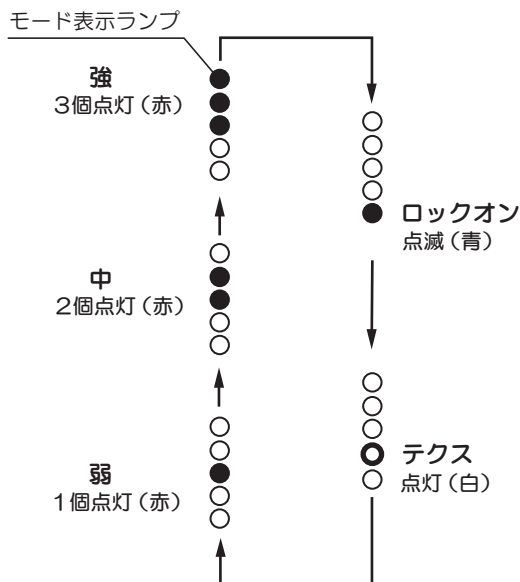 モード表示ランプ
強
3個点灯（赤）
ロックオン
点滅（青）
中
2個点灯（赤）
テクス
点灯（白）
弱
1個点灯（赤）